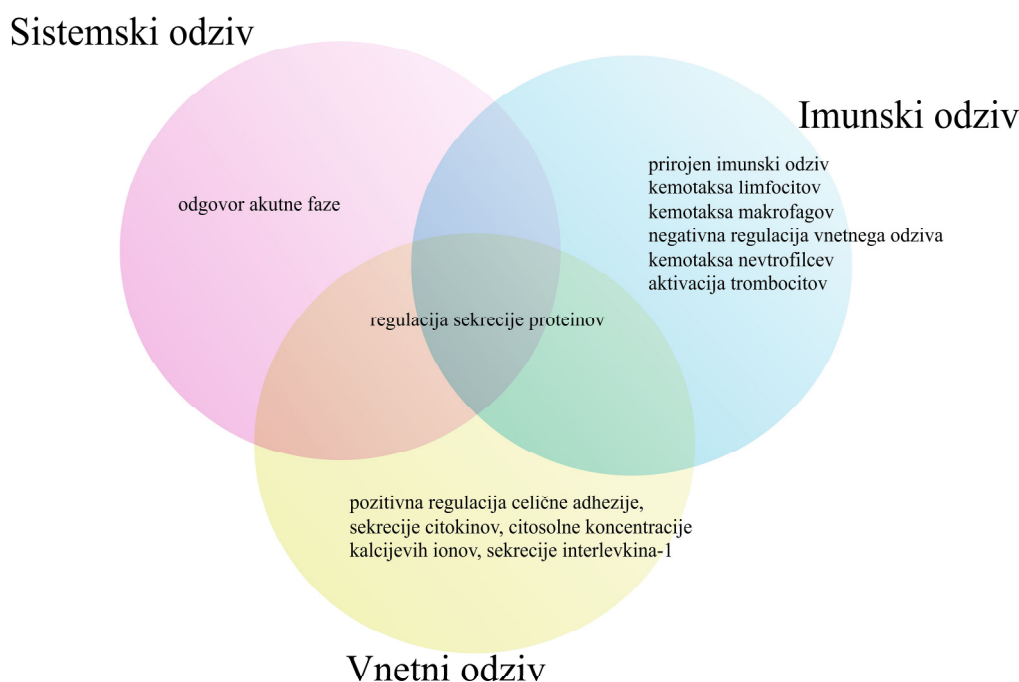 Sistemski odziv
Imunski odziv
prirojen imunski odziv
kemotaksa limfocitov
kemotaksa makrofagov
negativna regulacija vnetnega odziva
kemotaksa nevtrofilcev
aktivacija trombocitov
odgovor akutne faze
regulacija sekrecije proteinov
pozitivna regulacija celične adhezije,
sekrecije citokinov, citosolne koncentracije
kalcijevih ionov, sekrecije interlevkina-1
Vnetni odziv